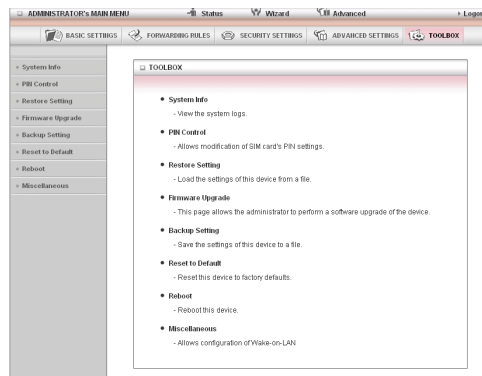 ADMINISTRATOR's MAIN MENU Status Wizard Advanced
BASIC SETTINGS FORWARDING RULES SECURITY SETTINGS ADVANCED SETTINGS TOOLBOX
System Info
PIN Control
Restore Setting
Firmware Upgrade
Backup Setting
Reset to Default
Reboot
Miscellaneous
TOOLBOX
System Info
- View the system logs.
PIN Control
- Allows modification of SIM card's PIN settings.
Restore Setting
- Load the settings of this device from a file.
Firmware Upgrade
- This page allows the administrator to perform a software upgrade of the device.
Backup Setting
- Save the settings of this device to a file.
Reset to Default
- Reset this device to factory defaults.
Reboot
- Reboot this device.
Miscellaneous
- Allows configuration of Wake-on-LAN